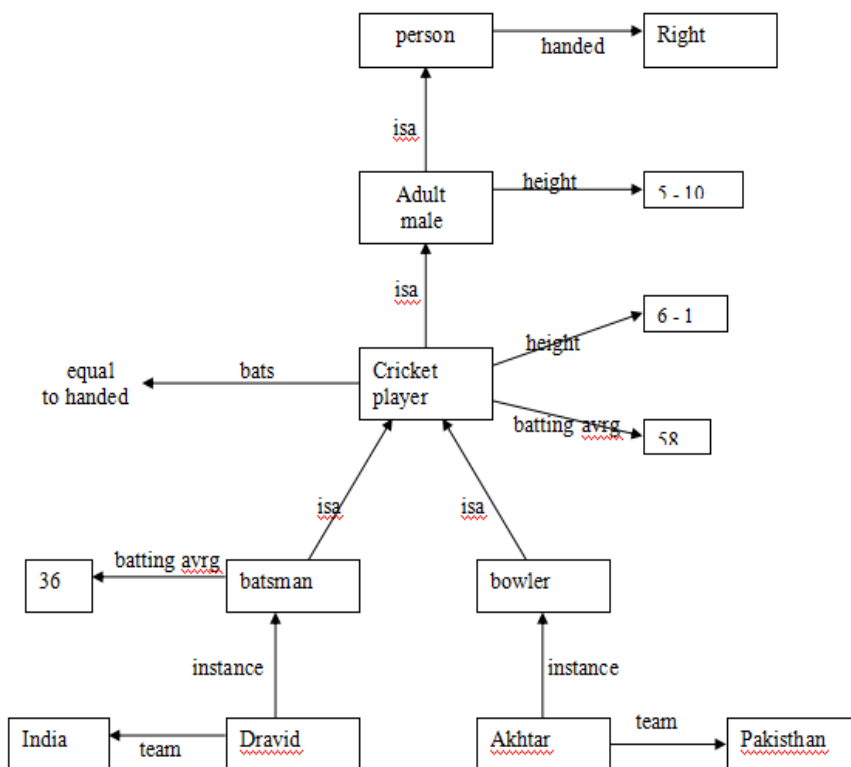 person
handed
Right
isa
Adult
male
height
5 - 10
isa
6 - 1
height
equal
to handed
bats
Cricket
player
batting avrg
58
isa
isa
36
batting avrg
batsman
bowler
instance
instance
India
team
Dravid
Akhtar
team
Pakisthan